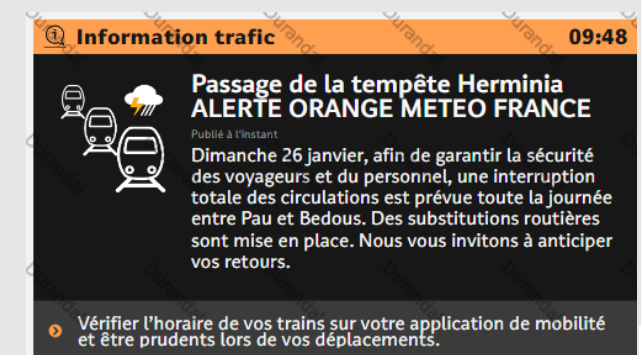 Information trafic 09:48
Passage de la tempête Herminia
ALERTE ORANGE METEO FRANCE
Publié à l'instant
Dimanche 26 janvier, afin de garantir la sécurité
des voyageurs et du personnel, une interruption
totale des circulations est prévue toute la journée
entre Pau et Bedous. Des substitutions routières
sont mise en place. Nous vous invitons à anticiper
vos retours.
Vérifier l'horaire de vos trains sur votre application de mobilité
et être prudents lors de vos déplacements.
Durandal